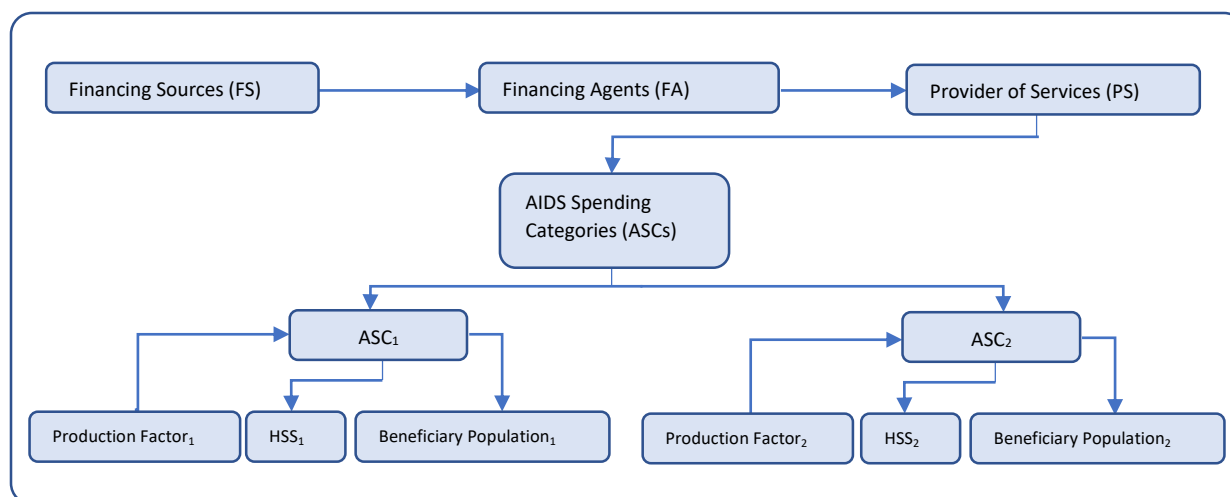 Financing Sources (FS)
Financing Agents (FA)
Provider of Services (PS)
AIDS Spending
Categories (ASCs)
ASC₁
ASC₂
Production Factor₁
HSS₁
Beneficiary Population₁
Production Factor₂
HSS₂
Beneficiary Population₂